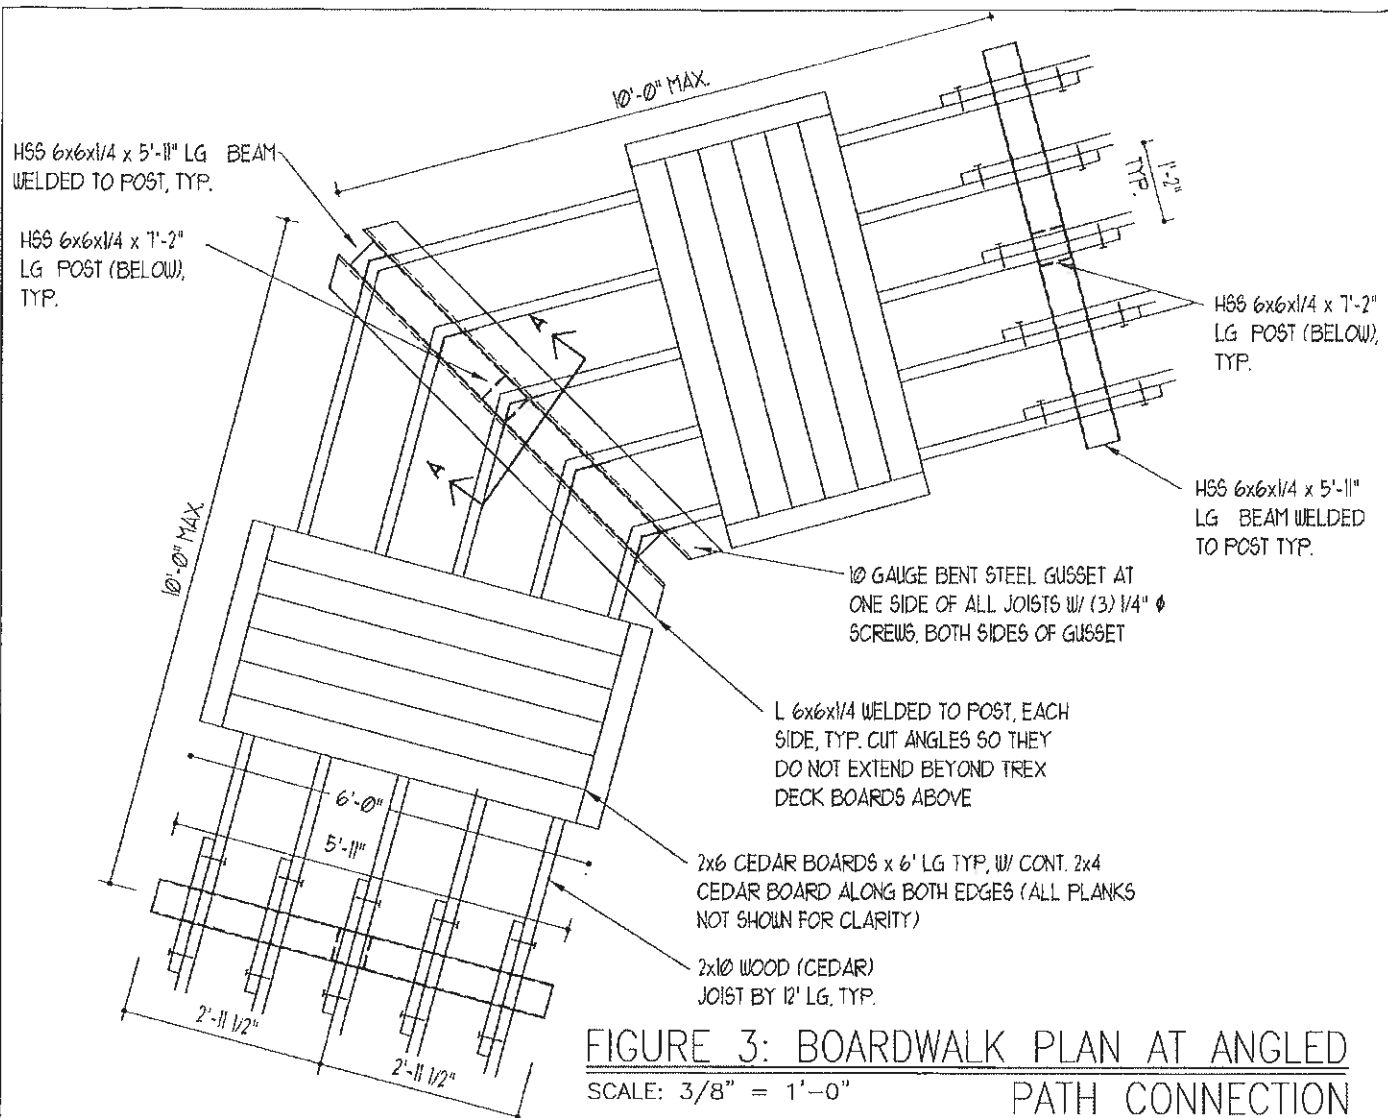 10'-0" MAX.
HSS 6x6x1/4 x 5'-11" LG BEAM
WELDED TO POST, TYP.
HSS 6x6x1/4 x 7'-2"
LG POST (BELOW),
TYP.
1'-2"
TYP.
HSS 6x6x1/4 x 7'-2"
LG POST (BELOW),
TYP.
A
A
HSS 6x6x1/4 x 5'-11"
LG BEAM WELDED
TO POST TYP.
10'-0" MAX.
10 GAUGE BENT STEEL GUSSET AT
ONE SIDE OF ALL JOISTS W/ (3) 1/4" ϕ
SCREWS, BOTH SIDES OF GUSSET
L 6x6x1/4 WELDED TO POST, EACH
SIDE, TYP. CUT ANGLES SO THEY
DO NOT EXTEND BEYOND TREX
DECK BOARDS ABOVE
6'-0"
5'-11"
2x6 CEDAR BOARDS x 6' LG TYP, W/ CONT. 2x4
CEDAR BOARD ALONG BOTH EDGES (ALL PLANKS
NOT SHOWN FOR CLARITY)
2x10 WOOD (CEDAR)
JOIST BY 12' LG, TYP.
2'-11 1/2"
2'-11 1/2"
FIGURE 3: BOARDWALK PLAN AT ANGLED
SCALE: 3/8" = 1'-0"
PATH CONNECTION